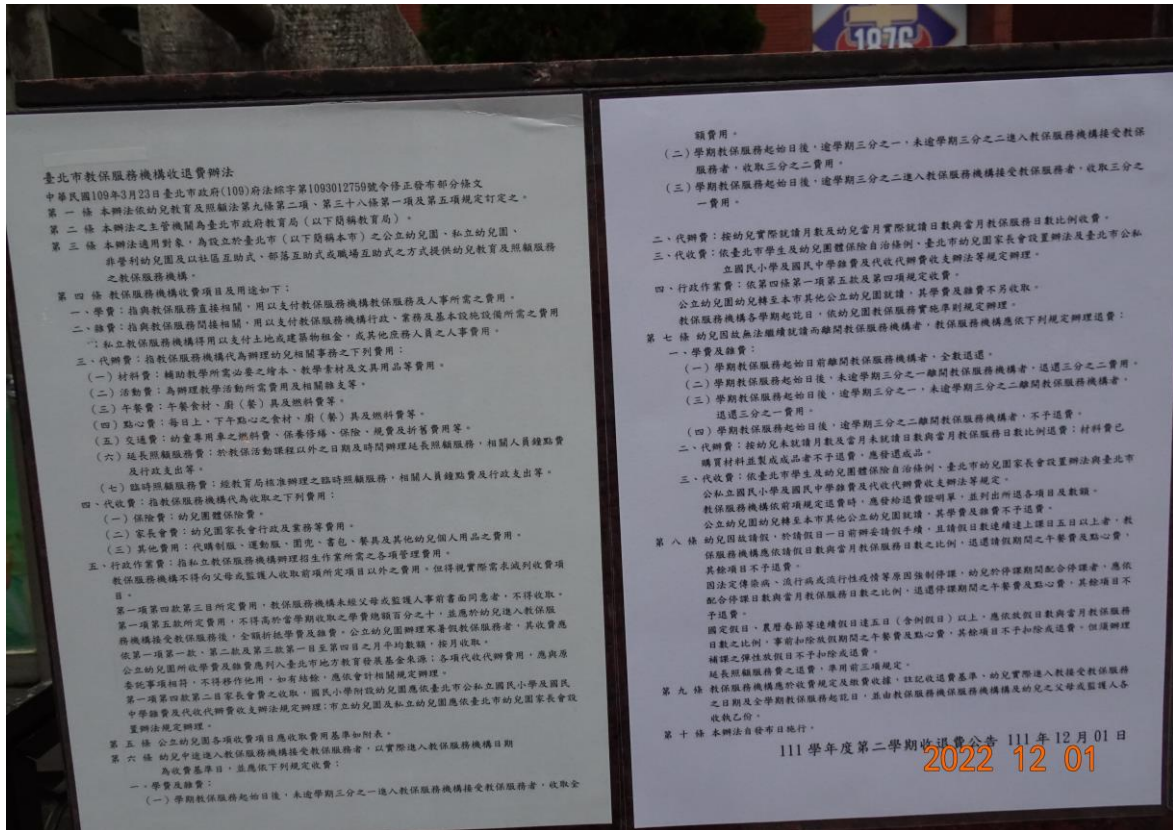 1876
臺北市教保服務機構收退費辦法
中華民國109年3月23日臺北市政府(109)府法綜字第1093012759號令修正發布部分條文
第 一 條 本辦法依幼兒教育及照顧法第九條第二項、第三十八條第一項及第五項規定訂定之。
第 二 條 本辦法之主管機關為臺北市政府教育局(以下簡稱教育局)。
第 三 條 本辦法適用對象,為設立於臺北市(以下簡稱本市)之公立幼兒園、私立幼兒園、
非營利幼兒園及以社區互助式、部落互助式或職場互助式之方式提供幼兒教育及照顧服務
之教保服務機構。
第 四 條 教保服務機構收費項目及用途如下:
一、學費:指與教保服務直接相關,用以支付教保服務機構教保服務及人事所需之費用。
二、雜費:指與教保服務間接相關,用以支付教保服務機構行政、業務及基本設施設備所需之費用
;私立教保服務機構得用以支付土地或建築物租金,或其他庶務人員之人事費用。
三、代辦費:指教保服務機構代為辦理幼兒相關事務之下列費用:
(一)材料費:輔助教學所需必要之繪本、教學素材及文具用品等費用。
(二)活動費:為辦理教學活動所需費用及相關雜支等。
(三)午餐費:午餐食材、廚(餐)具及燃料費等。
(四)點心費:每日上、下午點心之食材、廚(餐)具及燃料費等。
(五)交通費:幼童專用車之燃料費、保養修繕、保險、規費及折舊費用等。
(六)延長照顧服務費:於教保活動課程以外之日期及時間辦理延長照顧服務,相關人員鐘點費
及行政支出等。
(七)臨時照顧服務費:經教育局核准辦理之臨時照顧服務,相關人員鐘點費及行政支出等。
四、代收費:指教保服務機構代為收取之下列費用:
(一)保險費:幼兒團體保險費。
(二)家長會費:幼兒園家長會行政及業務等費用。
(三)其他費用:代購制服、運動服、圍兜、書包、餐具及其他幼兒個人用品之費用。
五、行政作業費:指私立教保服務機構辦理招生作業所需之各項管理費用。
教保服務機構不得向父母或監護人收取前項所定項目以外之費用。但得視實際需求減列收費項
目。
第一項第四款第三目所定費用,教保服務機構未經父母或監護人事前書面同意者,不得收取。
第一項第五款所定費用,不得高於當學期收取之學費總額百分之十,並應於幼兒進入教保服
務機構接受教保服務後,全額折抵學費及雜費。公立幼兒園辦理寒暑假教保服務者,其收費應
依第一項第一款、第二款及第三款第一目至第四目之月平均數額,按月收取。
公立幼兒園所收學費及雜費應列入臺北市地方教育發展基金來源;各項代收代辦費用,應與原
委託事項相符,不得移作他用,如有結餘,應依會計相關規定辦理。
第一項第四款第二目家長會費之收取,國民小學附設幼兒園應依臺北市公私立國民小學及國民
中學雜費及代收代辦費收支辦法規定辦理;市立幼兒園及私立幼兒園應依臺北市幼兒園家長會設
置辦法規定辦理。
第 五 條 公立幼兒園各項收費項目應收取費用基準如附表。
第 六 條 幼兒中途進入教保服務機構接受教保服務者,以實際進入教保服務機構日期
為收費基準日,並應依下列規定收費:
一、學費及雜費:
(一)學期教保服務起始日後,未逾學期三分之一進入教保服務機構接受教保服務者,收取全
額費用。
(二)學期教保服務起始日後,逾學期三分之一,未逾學期三分之二進入教保服務機構接受教保
服務者,收取三分之二費用。
(三)學期教保服務起始日後,逾學期三分之二進入教保服務機構接受教保服務者,收取三分之
一費用。
二、代辦費:按幼兒實際就讀月數及幼兒當月實際就讀日數與當月教保服務日數比例收費。
三、代收費:依臺北市學生及幼兒團體保險自治條例、臺北市幼兒園家長會設置辦法及臺北市公私
立國民小學及國民中學雜費及代收代辦費收支辦法等規定辦理。
四、行政作業費:依第四條第一項第五款及第四項規定收費。
公立幼兒園幼兒轉至本市其他公立幼兒園就讀,其學費及雜費不另收取。
教保服務機構各學期起訖日,依幼兒園教保服務實施準則規定辦理。
第 七 條 幼兒因故無法繼續就讀而離開教保服務機構者,教保服務機構應依下列規定辦理退費:
一、學費及雜費:
(一)學期教保服務起始日前離開教保服務機構者,全數退還。
(二)學期教保服務起始日後,未逾學期三分之一離開教保服務機構者,退還三分之二費用。
(三)學期教保服務起始日後,逾學期三分之一,未逾學期三分之二離開教保服務機構者,
退還三分之一費用。
(四)學期教保服務起始日後,逾學期三分之二離開教保服務機構者,不予退費。
二、代辦費:按幼兒未就讀月數及當月未就讀日數與當月教保服務日數比例退費;材料費已
購買材料並製成成品者不予退費,應發還成品。
三、代收費:依臺北市學生及幼兒團體保險自治條例、臺北市幼兒園家長會設置辦法與臺北市
公私立國民小學及國民中學雜費及代收代辦費收支辦法等規定。
教保服務機構依前項規定退費時,應發給退費證明單,並列出所退各項目及數額。
公立幼兒園幼兒轉至本市其他公立幼兒園就讀,其學費及雜費不予退費。
第 八 條 幼兒因故請假,於請假日一日前辦妥請假手續,且請假日數連續達上課日五日以上者,教
保服務機構應依請假日數與當月教保服務日數之比例,退還請假期間之午餐費及點心費,
其餘項目不予退費。
因法定傳染病、流行病或流行性疫情等原因強制停課,幼兒於停課期間配合停課者,應依
配合停課日數與當月教保服務日數之比例,退還停課期間之午餐費及點心費,其餘項目不
予退費。
國定假日、農曆春節等連續假日達五日(含例假日)以上,應依放假日數與當月教保服務
日數之比例,事前扣除放假期間之午餐費及點心費,其餘項目不予扣除或退費。但須辦理
補課之彈性放假日不予扣除或退費。
延長照顧服務費之退費,準用前三項規定。
第 九 條 教保服務機構應於收費規定及繳費收據,註記收退費基準,幼兒實際進入教保接受教保服務
之日期及全學期教保服務起訖日,並由教保服務機保服務機構及幼兒之父母或監護人各
收執乙份。
第 十 條 本辦法自發布日施行。
111 學年度第二學期收退費公告 111 年 12 月 01 日
2022 12 01